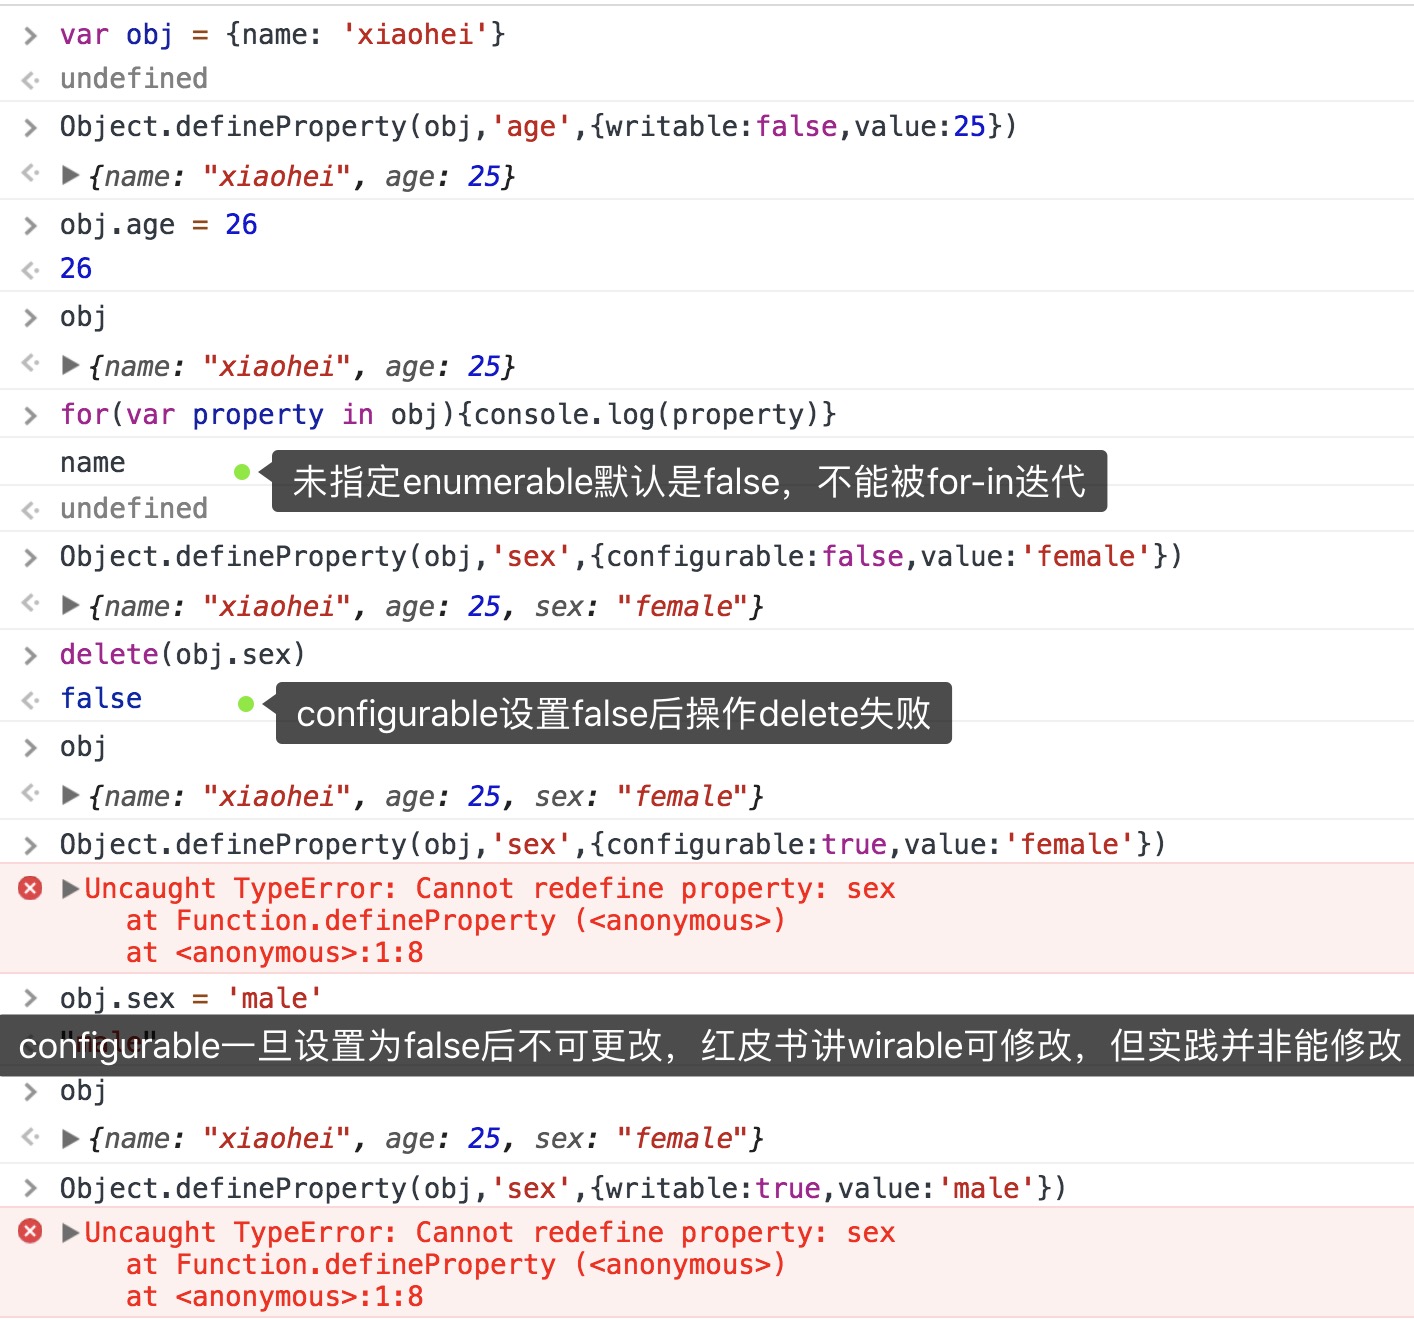 var obj = {name: 'xiaohei'}
undefined
Object.defineProperty(obj,'age',{writable:false,value:25})
{name: "xiaohei", age: 25}
obj.age = 26
26
obj
{name: "xiaohei", age: 25}
for(var property in obj){console.log(property)}
name
未指定enumerable默认是false，不能被for-in迭代
undefined
Object.defineProperty(obj,'sex',{configurable:false,value:'female'})
{name: "xiaohei", age: 25, sex: "female"}
delete(obj.sex)
false
configurable设置false后操作delete失败
obj
{name: "xiaohei", age: 25, sex: "female"}
Object.defineProperty(obj,'sex',{configurable:true,value:'female'})
Uncaught TypeError: Cannot redefine property: sex
at Function.defineProperty (<anonymous>)
at <anonymous>:1:8
obj.sex = 'male'
configurable一旦设置为false后不可更改，红皮书讲wirable可修改，但实践并非能修改
obj
{name: "xiaohei", age: 25, sex: "female"}
Object.defineProperty(obj,'sex',{writable:true,value:'male'})
Uncaught TypeError: Cannot redefine property: sex
at Function.defineProperty (<anonymous>)
at <anonymous>:1:8